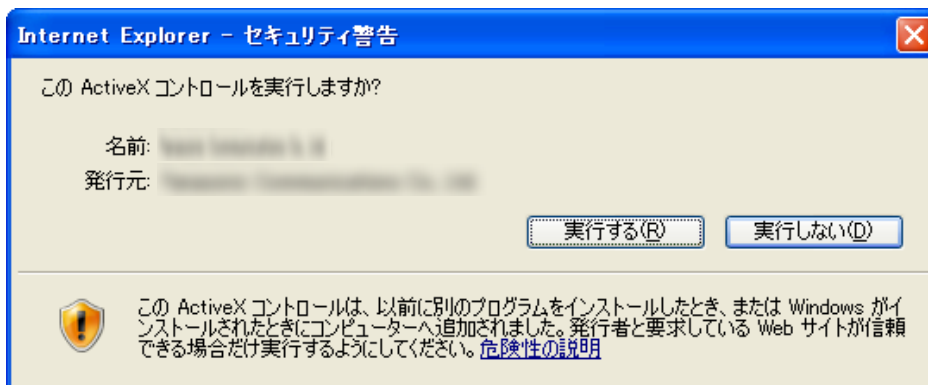 Internet Explorer - セキュリティ警告
この ActiveX コントロールを実行しますか?
名前:
発行元:
実行する(R)
実行しない(D)
この ActiveX コントロールは、以前に別のプログラムをインストールしたとき、または Windows がイ
ンストールされたときにコンピューターへ追加されました。発行者と要求している Web サイトが信頼
できる場合だけ実行するようにしてください。危険性の説明